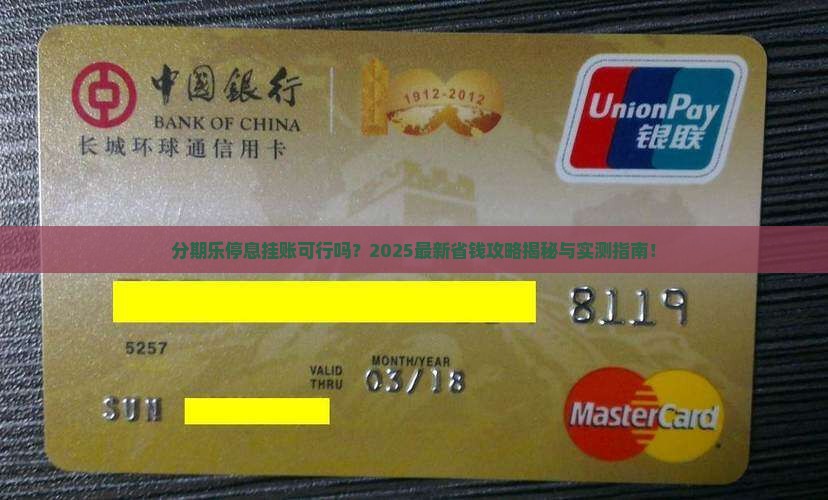 中國銀行
BANK OF CHINA
长城环球通信用卡
1912-2012
UnionPay
银联
分期乐停息挂账可行吗？2025最新省钱攻略揭秘与实测指南！
8119
5257
VALID THRU
MONTH/YEAR
03/18
SUN
MasterCard